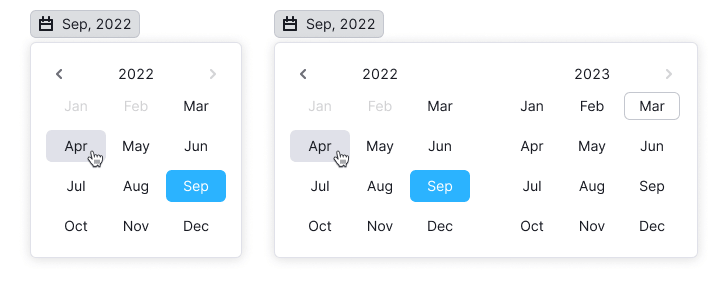 Sep, 2022
2022
Jan Feb Mar
Apr May Jun
Jul Aug Sep
Oct Nov Dec
Sep, 2022
2022 2023
Jan Feb Mar Jan Feb Mar
Apr May Jun Apr May Jun
Jul Aug Sep Jul Aug Sep
Oct Nov Dec Oct Nov Dec